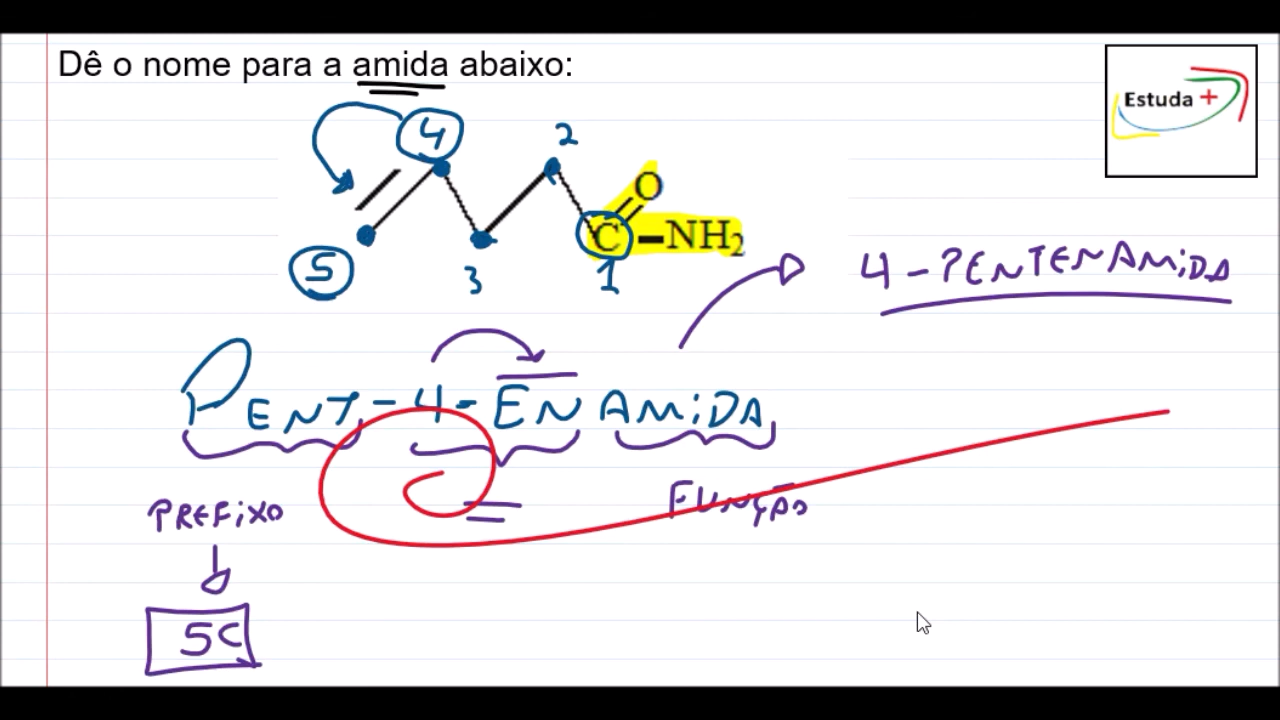 Dê o nome para a amida abaixo:
Estuda +
4
2
O
C
NH₂
5
3
1
4-PENTENAMiDA
PENT-4-ENAMiDA
PREFiXO
FUNÇÃO
5C